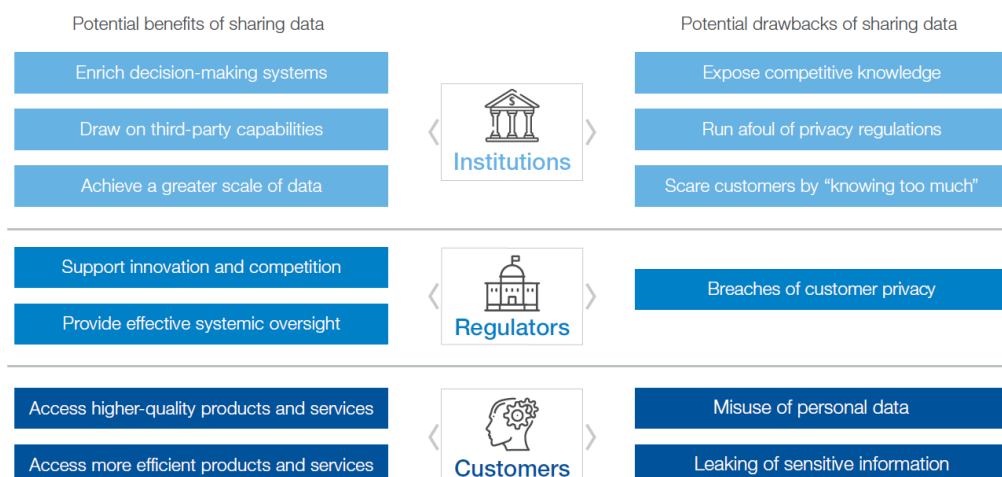 Potential benefits of sharing data
Potential drawbacks of sharing data
Enrich decision-making systems
Draw on third-party capabilities
Achieve a greater scale of data
$
Institutions
Expose competitive knowledge
Run afoul of privacy regulations
Scare customers by “knowing too much”
Support innovation and competition
Provide effective systemic oversight
Regulators
Breaches of customer privacy
Access higher-quality products and services
Access more efficient products and services
Customers
Misuse of personal data
Leaking of sensitive information